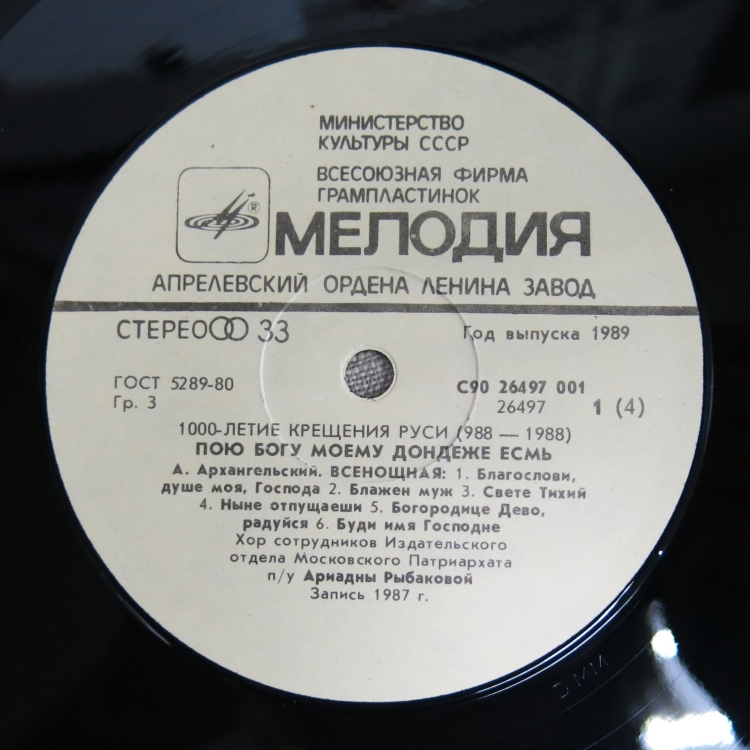 МИНИСТЕРСТВО
КУЛЬТУРЫ СССР
ВСЕСОЮЗНАЯ ФИРМА
ГРАМПЛАСТИНОК
® МЕЛОДИЯ
АПРЕЛЕВСКИЙ ОРДЕНА ЛЕНИНА ЗАВОД
СТЕРЕО 33 Год выпуска 1989
ГОСТ 5289-80 С90 26497 001
Гр. 3 26497 1 (4)
1000-ЛЕТИЕ КРЕЩЕНИЯ РУСИ (988 — 1988)
ПОЮ БОГУ МОЕМУ ДОНДЕЖЕ ЕСМЬ
А. Архангельский. ВСЕНОЩНАЯ: 1. Благослови,
душе моя, Господа 2. Блажен муж 3. Свете Тихий
4. Ныне отпущаеши 5. Богородице Дево,
радуйся 6. Буди имя Господне
Хор сотрудников Издательского
отдела Московского Патриархата
п/у Ариадны Рыбаковой
Запись 1987 г.
DMM